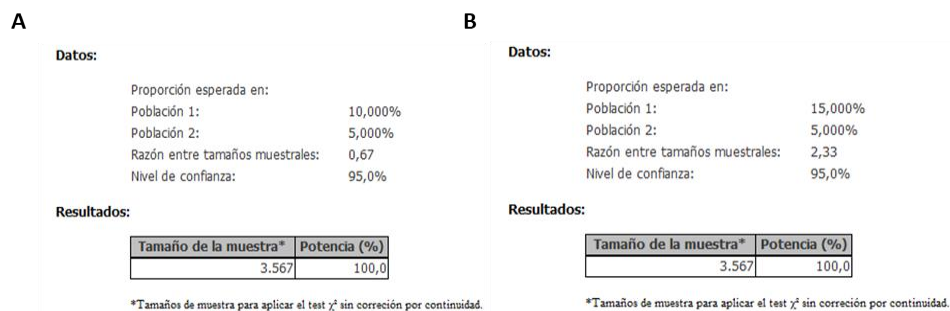 A
Datos:
Proporción esperada en:
Población 1: 10,000%
Población 2: 5,000%
Razón entre tamaños muestrales: 0,67
Nivel de confianza: 95,0%
Resultados:
Tamaño de la muestra* Potencia (%)
3.567 100,0
*Tamaños de muestra para aplicar el test χ² sin correción por continuidad.
B
Datos:
Proporción esperada en:
Población 1: 15,000%
Población 2: 5,000%
Razón entre tamaños muestrales: 2,33
Nivel de confianza: 95,0%
Resultados:
Tamaño de la muestra* Potencia (%)
3.567 100,0
*Tamaños de muestra para aplicar el test χ² sin correción por continuidad.